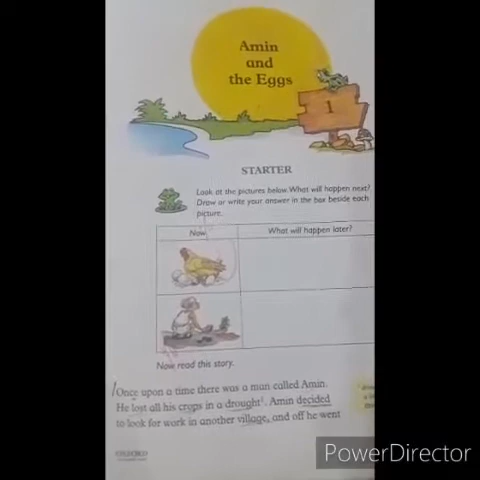 Amin
and
the Eggs
1
STARTER
Look at the pictures below. What will happen next?
Draw or write your answer in the box beside each
picture.
Now
What will happen later?
Now read this story.
Once upon a time there was a man called Amin.
He lost all his crops in a drought¹. Amin decided
to look for work in another village, and off he went
OXFORD
PowerDirector